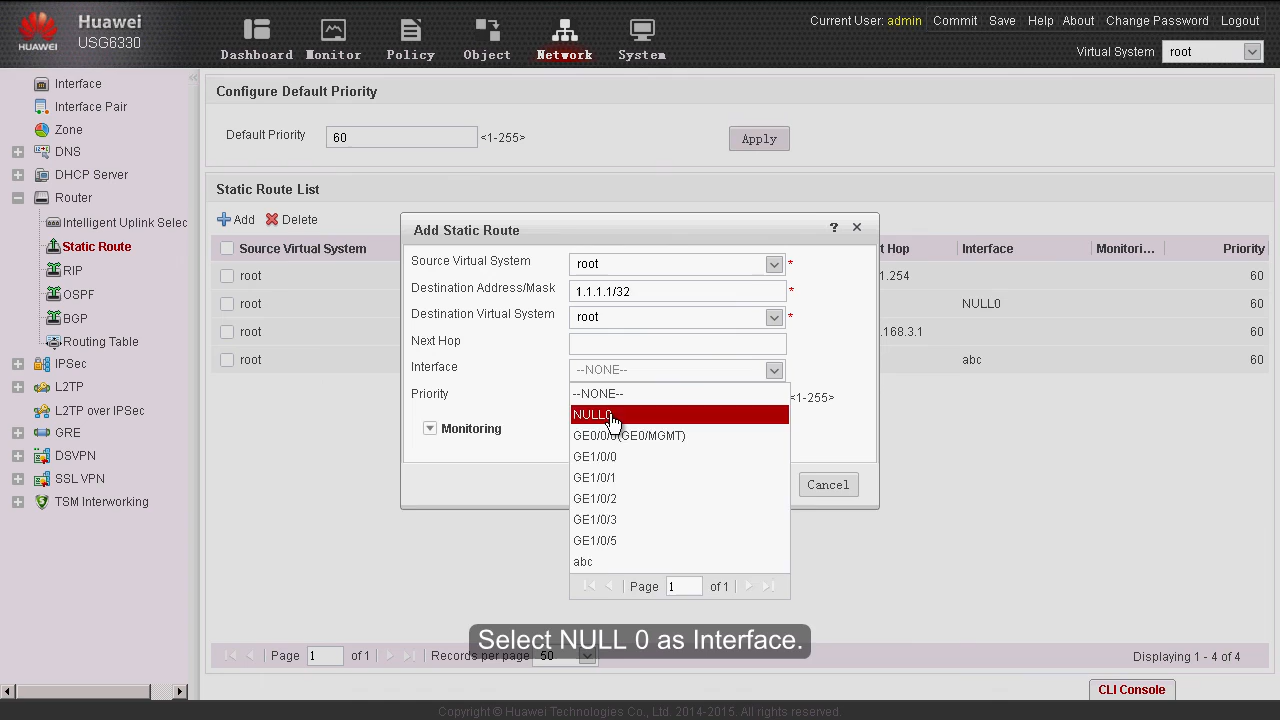 Huawei
USG6330
HUAWEI
Dashboard Monitor Policy Object Network System
Current User: admin Commit Save Help About Change Password Logout
Virtual System root
Interface
Interface Pair
Zone
DNS
DHCP Server
Router
Intelligent Uplink Selec
Static Route
RIP
OSPF
BGP
Routing Table
IPSec
L2TP
L2TP over IPSec
GRE
DSVPN
SSL VPN
TSM Interworking
Configure Default Priority
Default Priority 60 <1-255> Apply
Static Route List
Add Delete
Source Virtual System Hop Interface Monitori... Priority
root 1.254 60
root NULL0 60
root .168.3.1 60
root abc 60
Add Static Route ? ×
Source Virtual System root *
Destination Address/Mask 1.1.1.1/32 *
Destination Virtual System root *
Next Hop
Interface --NONE--
Priority <1-255>
Monitoring
--NONE--
NULL0
GE0/0/0(GE0/MGMT)
GE1/0/0
GE1/0/1
GE1/0/2
GE1/0/3
GE1/0/5
abc
Page 1 of 1
Cancel
Select NULL 0 as Interface.
Page 1 of 1 Records per page 50 Displaying 1 - 4 of 4
CLI Console
Copyright © Huawei Technologies Co., Ltd. 2014-2015. All rights reserved.